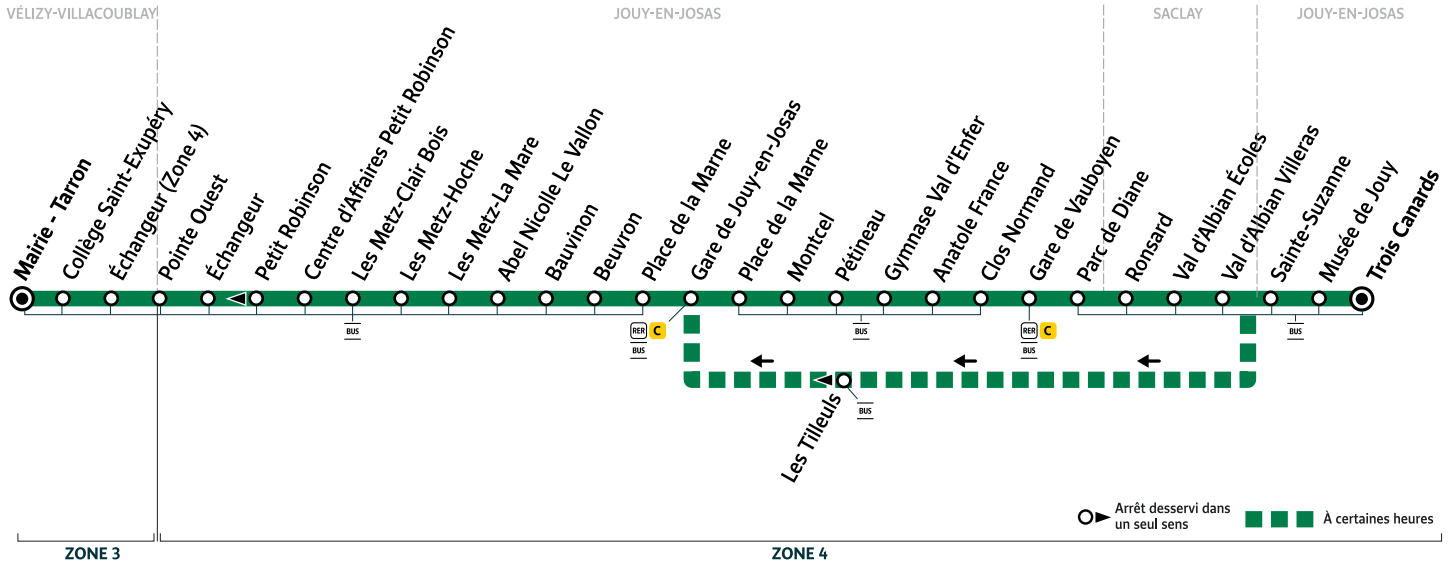 VÉLIZY-VILLACOUBLAY
JOUY-EN-JOSAS
SACLAY
JOUY-EN-JOSAS
Mairie - Tarron
Collège Saint-Exupéry
Échangeur (Zone 4)
Pointe Ouest
Échangeur
Petit Robinson
Centre d'Affaires Petit Robinson
Les Metz-Clair Bois
Les Metz-Hoche
Les Metz-La Mare
Abel Nicolle Le Vallon
Bauvinon
Beuvron
Place de la Marne
Gare de Jouy-en-Josas
Place de la Marne
Montcel
Pétineau
Gymnase Val d'Enfer
Anatole France
Clos Normand
Gare de Vauboyen
Parc de Diane
Ronsard
Val d'Albian Écoles
Val d'Albian Villeras
Sainte-Suzanne
Musée de Jouy
Trois Canards
BUS
RER C
BUS
BUS
RER C
BUS
BUS
Les Tilleuls
BUS
Arrêt desservi dans
un seul sens
À certaines heures
ZONE 3
ZONE 4